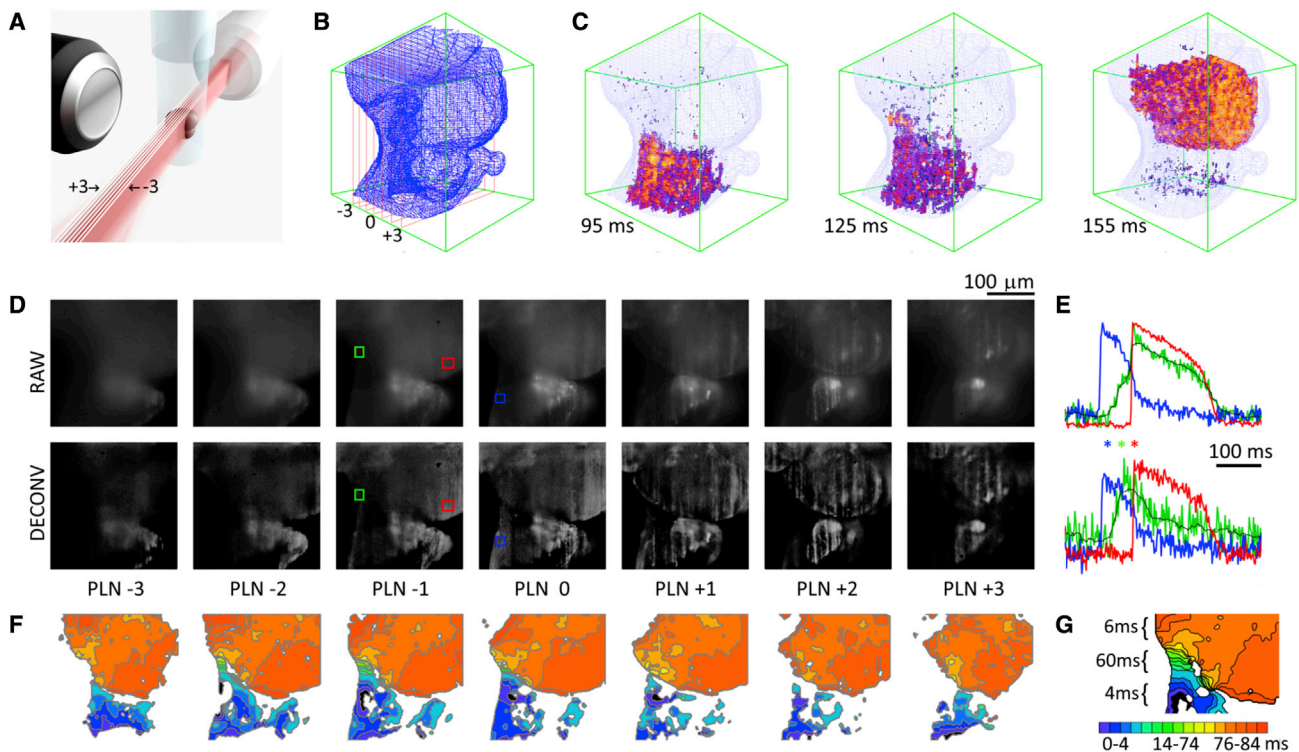 A
B
C
+3→ ←-3
-3
0
+3
95 ms
125 ms
155 ms
100 µm
D
E
RAW
DECONV
* * *
100 ms
PLN -3 PLN -2 PLN -1 PLN 0 PLN +1 PLN +2 PLN +3
F
G
6ms
60ms
4ms
0-4 14-74 76-84 ms